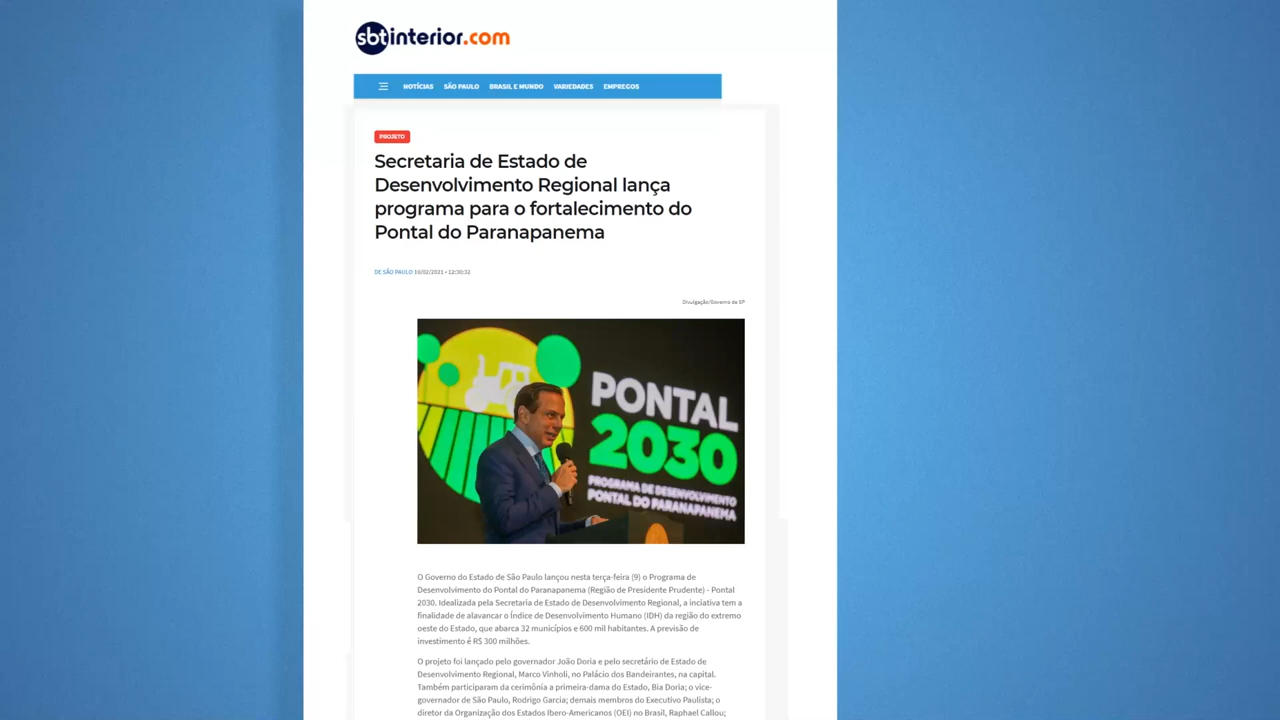 sbtinterior.com
NOTÍCIAS SÃO PAULO BRASIL E MUNDO VARIEDADES EMPREGOS
PROJETO
Secretaria de Estado de
Desenvolvimento Regional lança
programa para o fortalecimento do
Pontal do Paranapanema
DE SÃO PAULO 10/02/2021 • 12:30:32
Divulgação/Governo de SP
PONTAL
2030
PROGRAMA DE DESENVOLVIMENTO
PONTAL DO PARANAPANEMA
O Governo do Estado de São Paulo lançou nesta terça-feira (9) o Programa de
Desenvolvimento do Pontal do Paranapanema (Região de Presidente Prudente) - Pontal
2030. Idealizada pela Secretaria de Estado de Desenvolvimento Regional, a inciativa tem a
finalidade de alavancar o Índice de Desenvolvimento Humano (IDH) da região do extremo
oeste do Estado, que abarca 32 municípios e 600 mil habitantes. A previsão de
investimento é R$ 300 milhões.
O projeto foi lançado pelo governador João Doria e pelo secretário de Estado de
Desenvolvimento Regional, Marco Vinholi, no Palácio dos Bandeirantes, na capital.
Também participaram da cerimônia a primeira-dama do Estado, Bia Doria; o vice-
governador de São Paulo, Rodrigo Garcia; demais membros do Executivo Paulista; o
diretor da Organização dos Estados Ibero-Americanos (OEI) no Brasil, Raphael Callou;